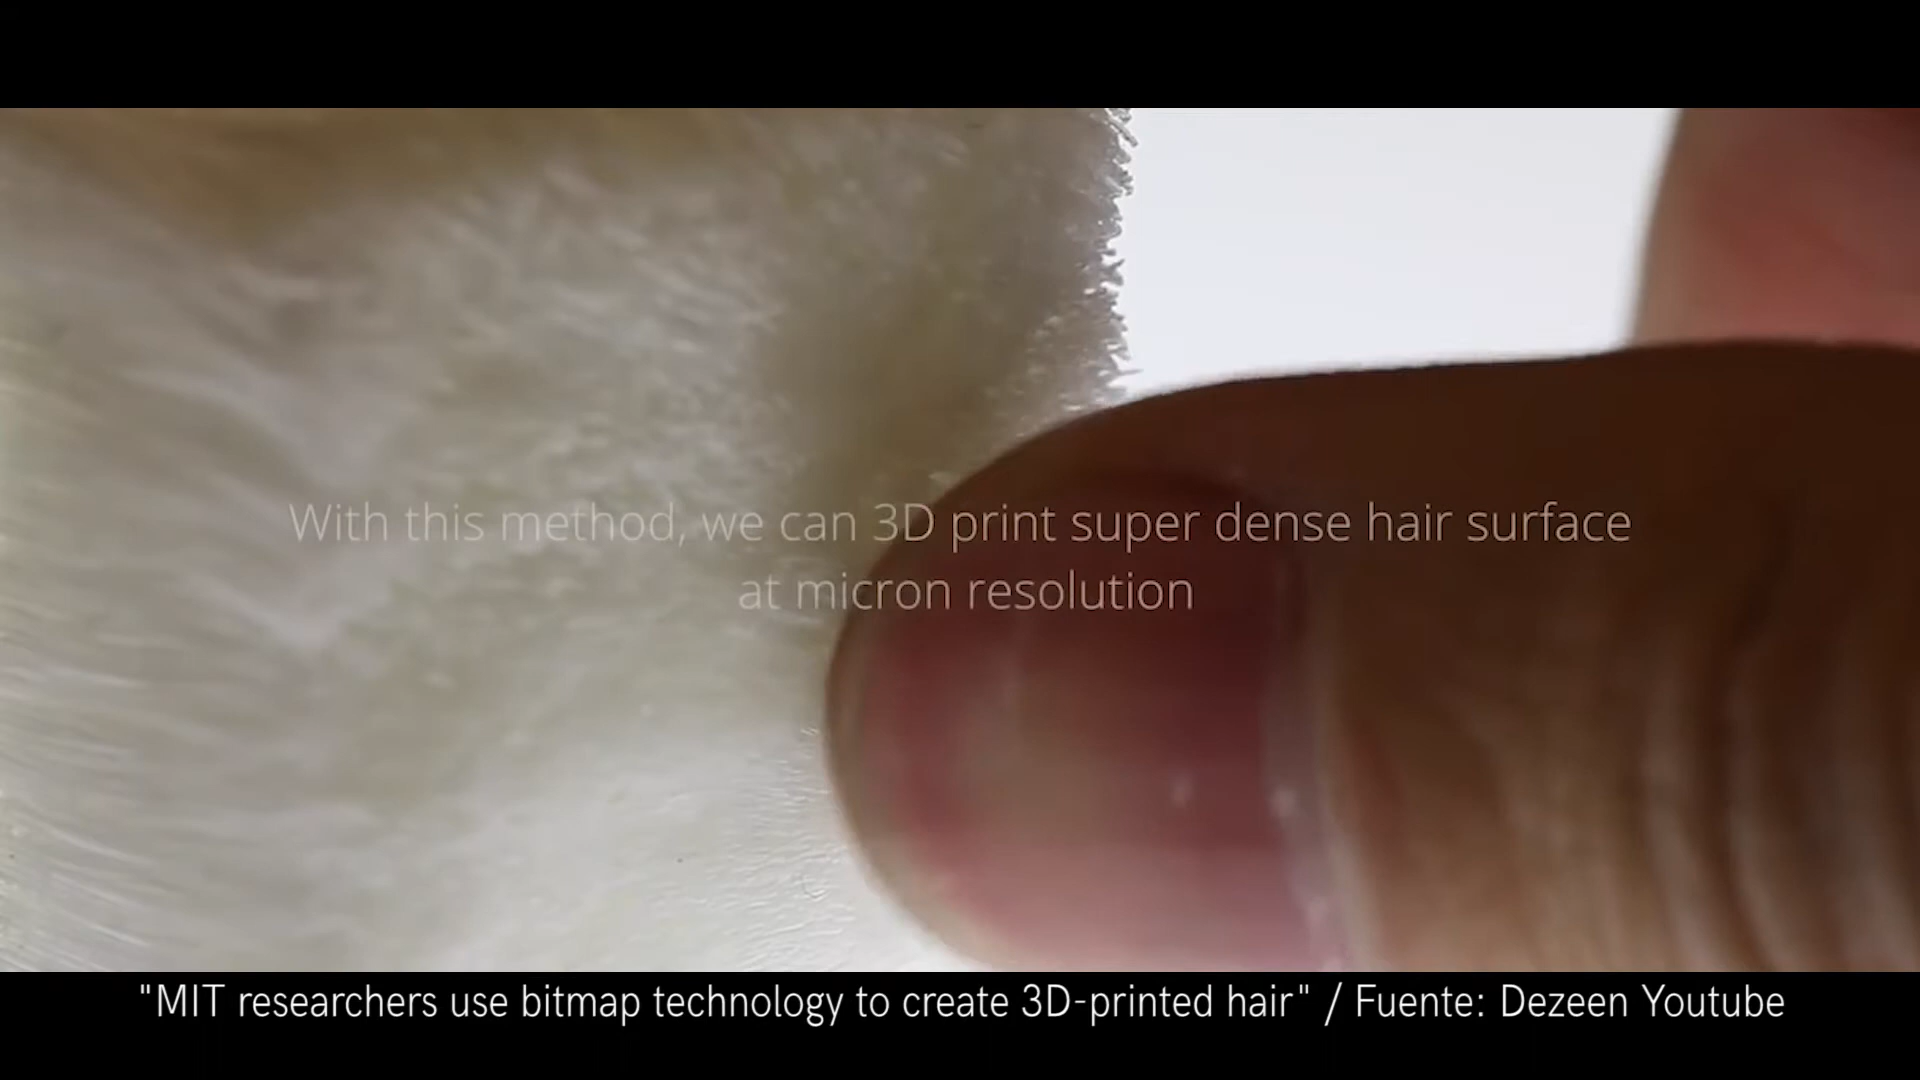 With this method, we can 3D print super dense hair surface
at micron resolution
"MIT researchers use bitmap technology to create 3D-printed hair" / Fuente: Dezeen Youtube